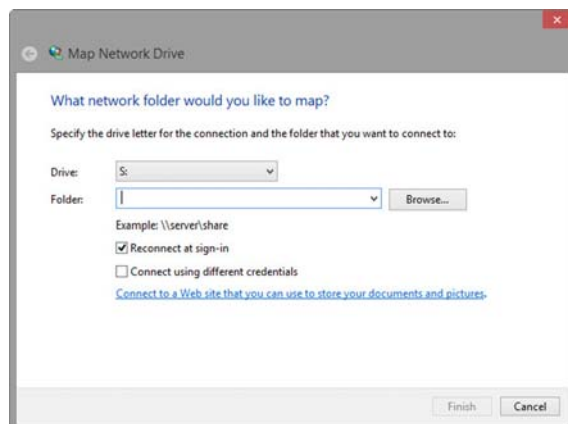 Map Network Drive
What network folder would you like to map?
Specify the drive letter for the connection and the folder that you want to connect to:
Drive: S:
Folder: Browse...
Example: \\server\share
Reconnect at sign-in
Connect using different credentials
Connect to a Web site that you can use to store your documents and pictures.
Finish Cancel